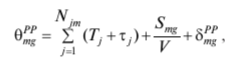 θ_{mg}^{PP} = \sum_{j=1}^{N_{jm}} (T_j + τ_j) + \frac{S_{mg}}{V} + δ_{mg}^{PP} ,